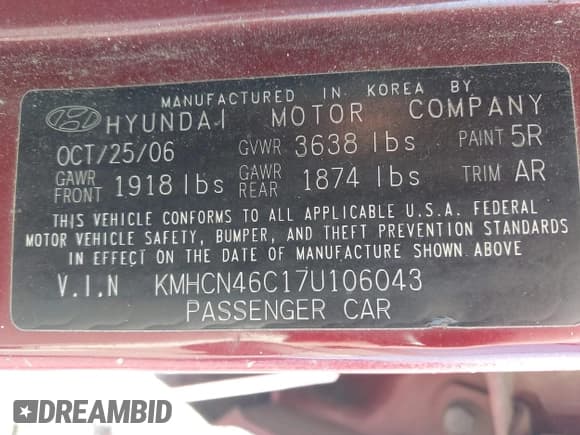 MANUFACTURED IN KOREA BY
HYUNDAI MOTOR COMPANY
OCT/25/06 GVWR 3638 lbs PAINT 5R
GAWR FRONT 1918 lbs GAWR REAR 1874 lbs TRIM AR
THIS VEHICLE CONFORMS TO ALL APPLICABLE U.S.A. FEDERAL
MOTOR VEHICLE SAFETY, BUMPER, AND THEFT PREVENTION STANDARDS
IN EFFECT ON THE DATE OF MANUFACTURE SHOWN ABOVE
V.I.N KMHCN46C17U106043
PASSENGER CAR
DREAMBID